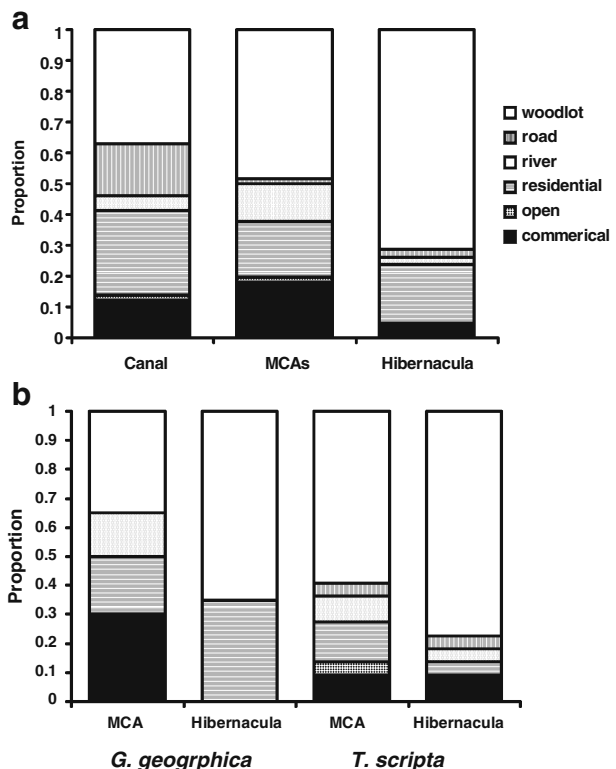 a
1
0.9
0.8
0.7
0.6
0.5
0.4
0.3
0.2
0.1
0
Proportion
Canal MCAs Hibernacula
woodlot
road
river
residential
open
commerical
b
1
0.9
0.8
0.7
0.6
0.5
0.4
0.3
0.2
0.1
0
Proportion
MCA Hibernacula MCA Hibernacula
G. geogrphica T. scripta